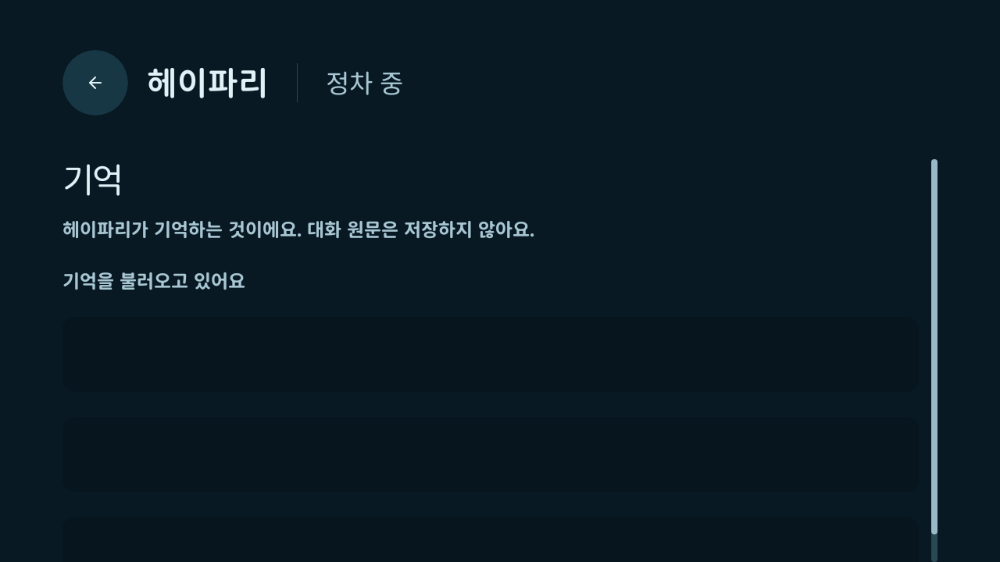 헤이파리
정차 중
기억
헤이파리가 기억하는 것이에요. 대화 원문은 저장하지 않아요.
기억을 불러오고 있어요